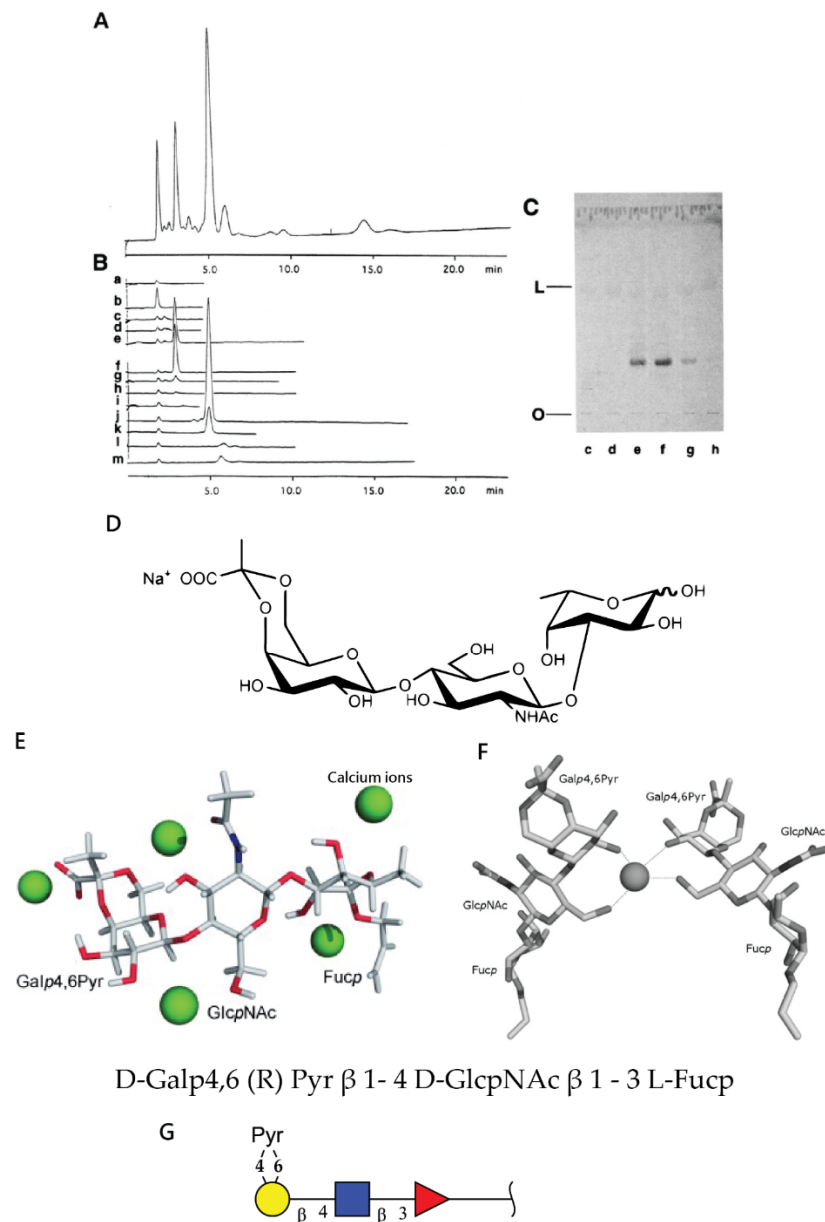 A
5.0 10.0 15.0 20.0 min
B
a
b
c
d
e
f
g
h
i
j
k
l
m
5.0 10.0 15.0 20.0 min
C
L
O
c d e f g h
D
Na+ OOC O O
O OH
OH OH
O
HO OH O
OH
HO O NHAc O
E
Calcium ions
Galp4,6Pyr
GlcpNAc
Fucp
F
Galp4,6Pyr
Galp4,6Pyr
GlcpNAc
GlcpNAc
Fucp
Fucp
D-Galp4,6 (R) Pyr β 1- 4 D-GlcpNAc β 1 - 3 L-Fucp
G
Pyr
4 6
β 4 β 3